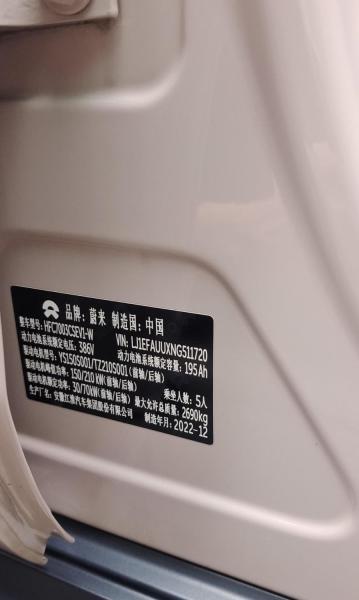 品牌：蔚来 制造国：中国
整车型号：HFC7003CSEV1-W VIN：LJ1EFAUUXNG511720
动力电池系统额定电压：386V 动力电池系统额定容量：195Ah
驱动电机型号：YS150S001/TZ210S001（前轴/后轴）
驱动电机峰值功率：150/210kW（前轴/后轴） 乘坐人数：5人
驱动电机额定功率：30/70kW（前轴/后轴） 最大允许总质量：2690kg
生产厂名：安徽江淮汽车集团股份有限公司 制造年月：2022-12